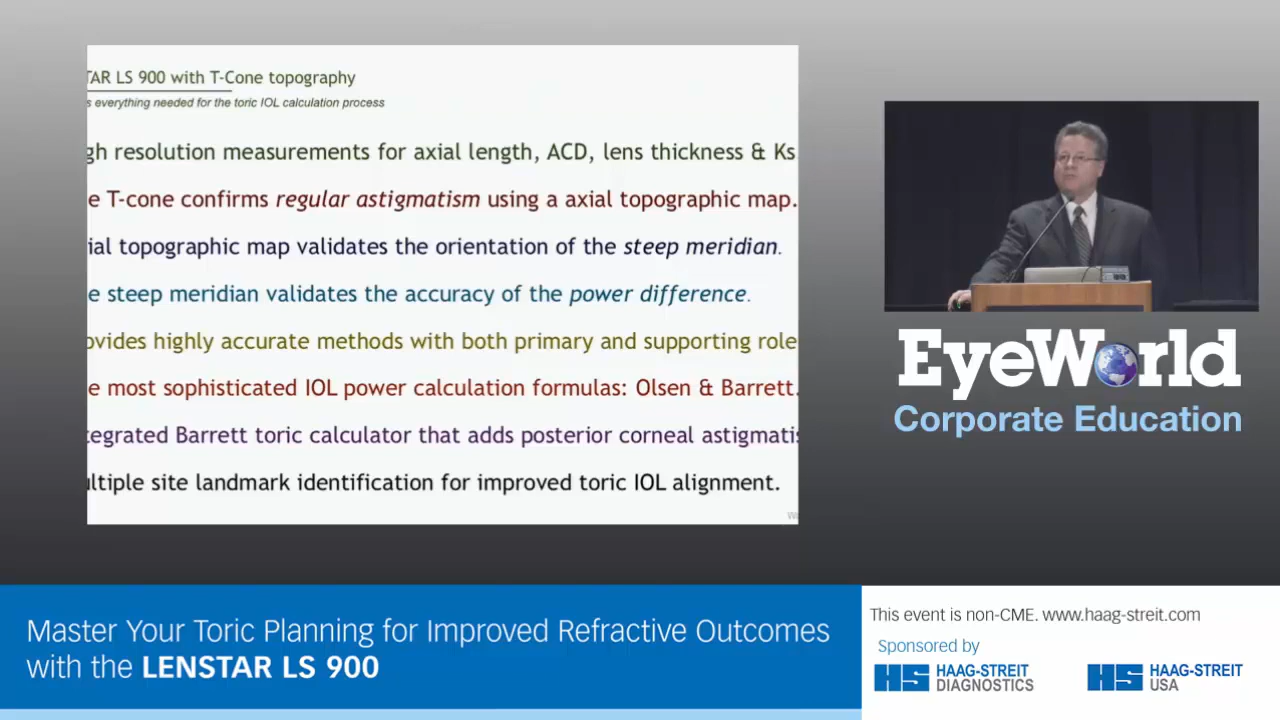 TAR LS 900 with T-Cone topography
s everything needed for the toric IOL calculation process
gh resolution measurements for axial length, ACD, lens thickness & Ks
e T-cone confirms regular astigmatism using a axial topographic map.
ial topographic map validates the orientation of the steep meridian.
e steep meridian validates the accuracy of the power difference.
ovides highly accurate methods with both primary and supporting role
e most sophisticated IOL power calculation formulas: Olsen & Barrett.
tegrated Barrett toric calculator that adds posterior corneal astigmatis
ultiple site landmark identification for improved toric IOL alignment.
EyeWorld
Corporate Education
Master Your Toric Planning for Improved Refractive Outcomes
with the LENSTAR LS 900
This event is non-CME. www.haag-streit.com
Sponsored by
HS HAAG-STREIT DIAGNOSTICS
HS HAAG-STREIT USA